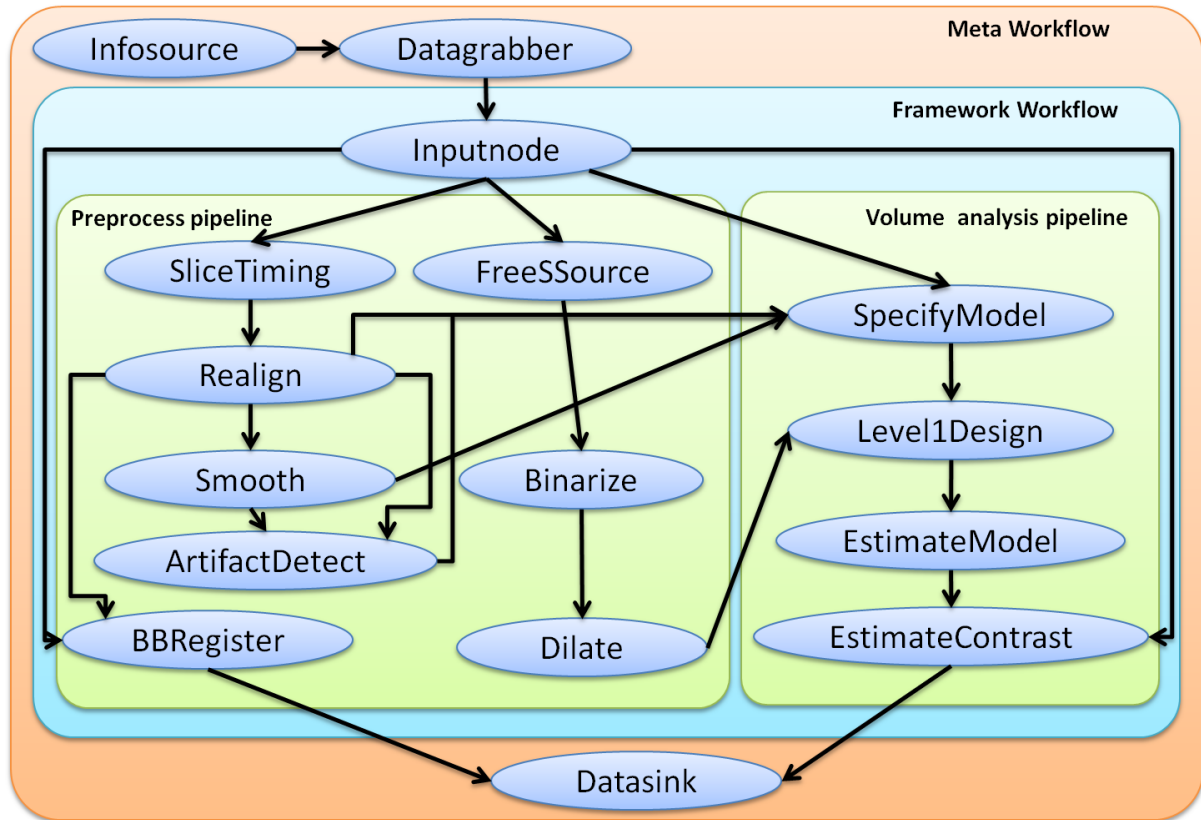 Meta Workflow
Infosource
Datagrabber
Framework Workflow
Inputnode
Preprocess pipeline
Volume analysis pipeline
SliceTiming
FreeSSource
SpecifyModel
Realign
Level1Design
Smooth
Binarize
EstimateModel
ArtifactDetect
BBRegister
Dilate
EstimateContrast
Datasink